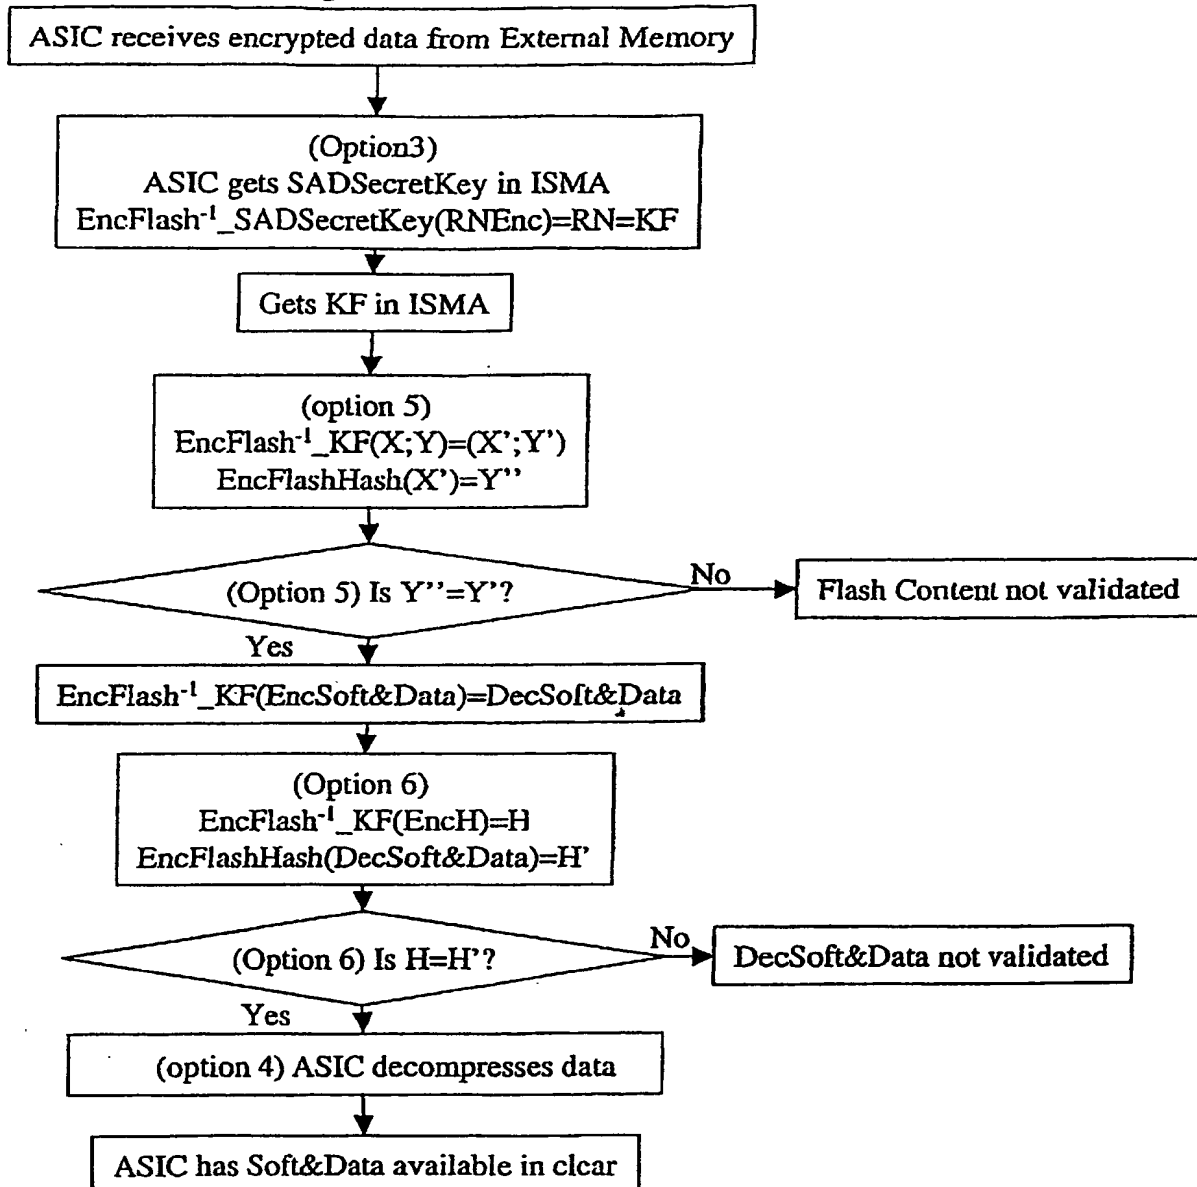 ASIC receives encrypted data from External Memory
(Option3)
ASIC gets SADSecretKey in ISMA
EncFlash⁻¹_SADSecretKey(RNEnc)=RN=KF
Gets KF in ISMA
(option 5)
EncFlash⁻¹_KF(X;Y)=(X’;Y’)
EncFlashHash(X’)=Y’’
(Option 5) Is Y’’=Y’?
No
Flash Content not validated
Yes
EncFlash⁻¹_KF(EncSoft&Data)=DecSoft&Data
(Option 6)
EncFlash⁻¹_KF(EncH)=H
EncFlashHash(DecSoft&Data)=H’
(Option 6) Is H=H’?
No
DecSoft&Data not validated
Yes
(option 4) ASIC decompresses data
ASIC has Soft&Data available in clear